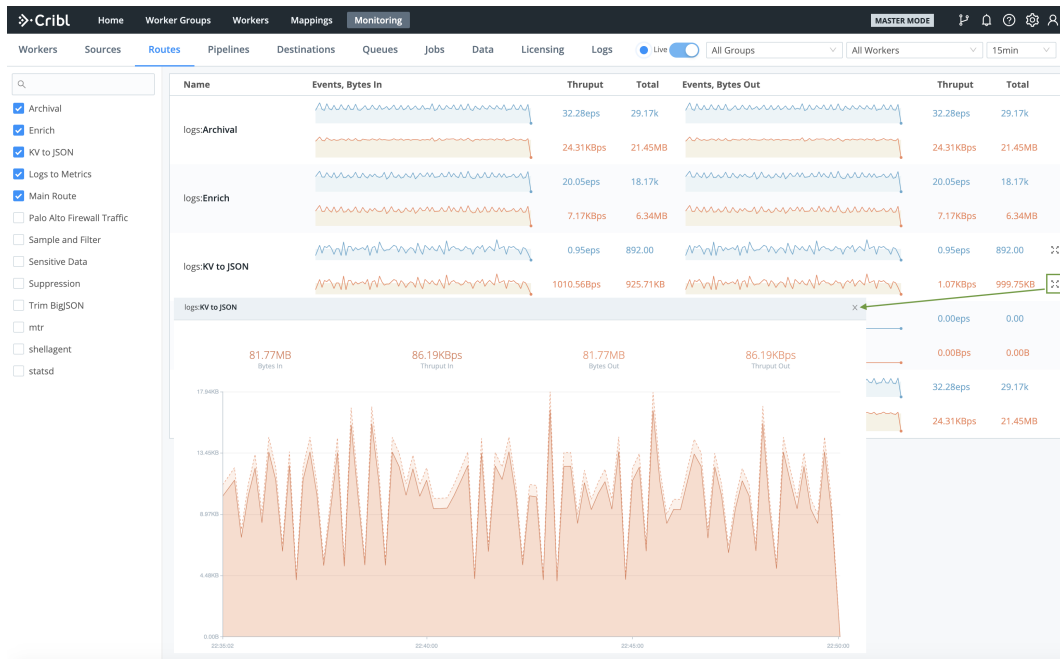 Cribl Home Worker Groups Workers Mappings Monitoring MASTER MODE
Workers Sources Routes Pipelines Destinations Queues Jobs Data Licensing Logs Live All Groups All Workers 15min
Name Events, Bytes In Thruput Total Events, Bytes Out Thruput Total
Archival
Enrich
KV to JSON
Logs to Metrics
Main Route
Palo Alto Firewall Traffic
Sample and Filter
Sensitive Data
Suppression
Trim BigJSON
mtr
shellagent
statsd
32.28eps 29.17k 32.28eps 29.17k
logs:Archival
24.31KBps 21.45MB 24.31KBps 21.45MB
20.05eps 18.17k 20.05eps 18.17k
logs:Enrich
7.17KBps 6.34MB 7.17KBps 6.34MB
0.95eps 892.00 0.95eps 892.00
logs:KV to JSON
1010.56Bps 925.71KB 1.07KBps 999.75KB
logs:KV to JSON
0.00eps 0.00
0.00Bps 0.00B
32.28eps 29.17k
24.31KBps 21.45MB
81.77MB 86.19KBps 81.77MB 86.19KBps
Bytes In Thruput In Bytes Out Thruput Out
17.94KB
13.45KB
8.97KB
4.48KB
0.00B
22:35:02 22:40:00 22:45:00 22:50:00